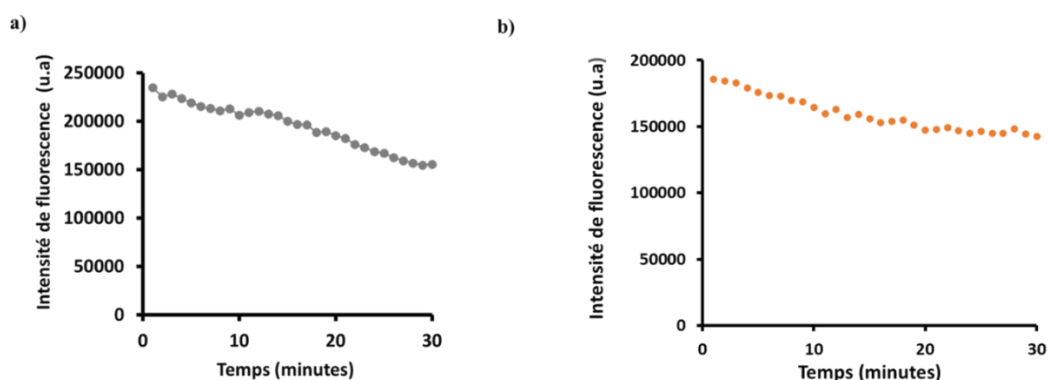 a)
Intensité de fluorescence (u.a)
250000
200000
150000
100000
50000
0
0 10 20 30
Temps (minutes)
b)
Intensité de fluorescence (u.a)
200000
150000
100000
50000
0
0 10 20 30
Temps (minutes)